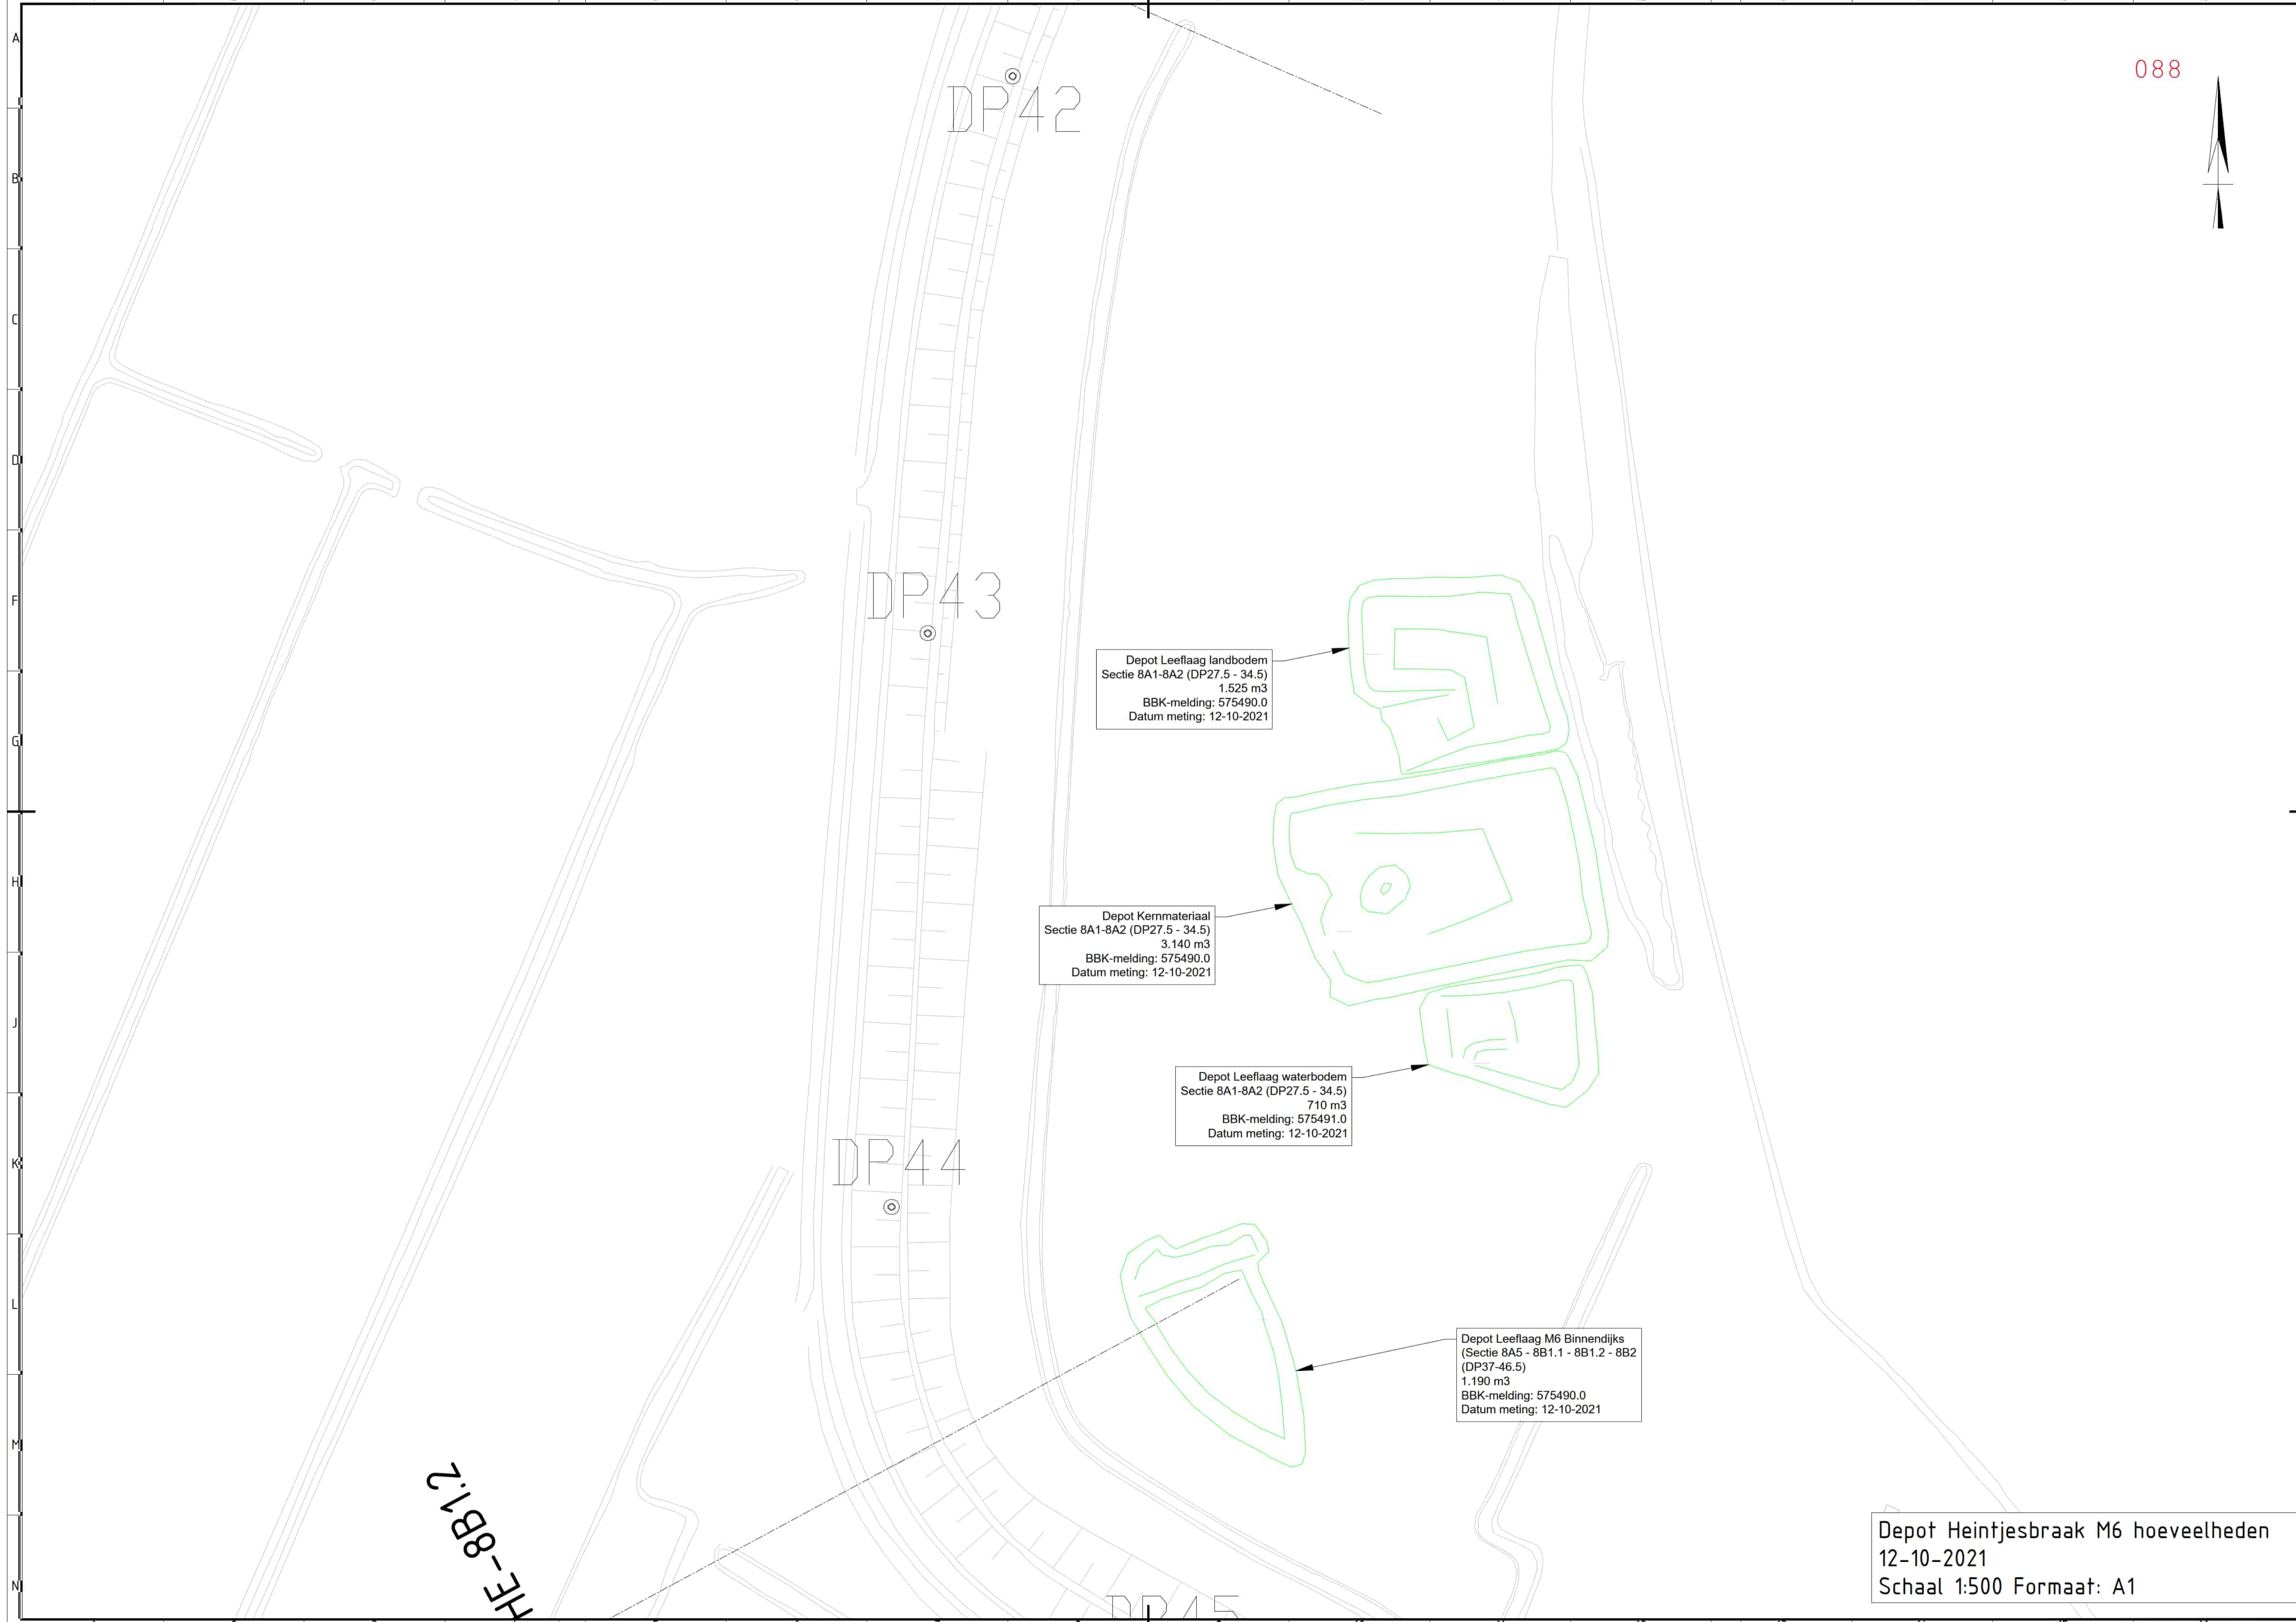 088
DP42
DP43
Depot Leeflaag landbodem
Sectie 8A1-8A2 (DP27.5 - 34.5)
1.525 m3
BBK-melding: 575490.0
Datum meting: 12-10-2021
Depot Kernmateriaal
Sectie 8A1-8A2 (DP27.5 - 34.5)
3.140 m3
BBK-melding: 575490.0
Datum meting: 12-10-2021
Depot Leeflaag waterbodem
Sectie 8A1-8A2 (DP27.5 - 34.5)
710 m3
BBK-melding: 575491.0
Datum meting: 12-10-2021
DP44
Depot Leeflaag M6 Binnendijks
(Sectie 8A5 - 8B1.1 - 8B1.2 - 8B2
(DP37-46.5)
1.190 m3
BBK-melding: 575490.0
Datum meting: 12-10-2021
HE-8B1.2
DP45
Depot Heintjesbraak M6 hoeveelheden
12-10-2021
Schaal 1:500 Formaat: A1
A
B
C
D
F
G
H
J
K
L
M
N